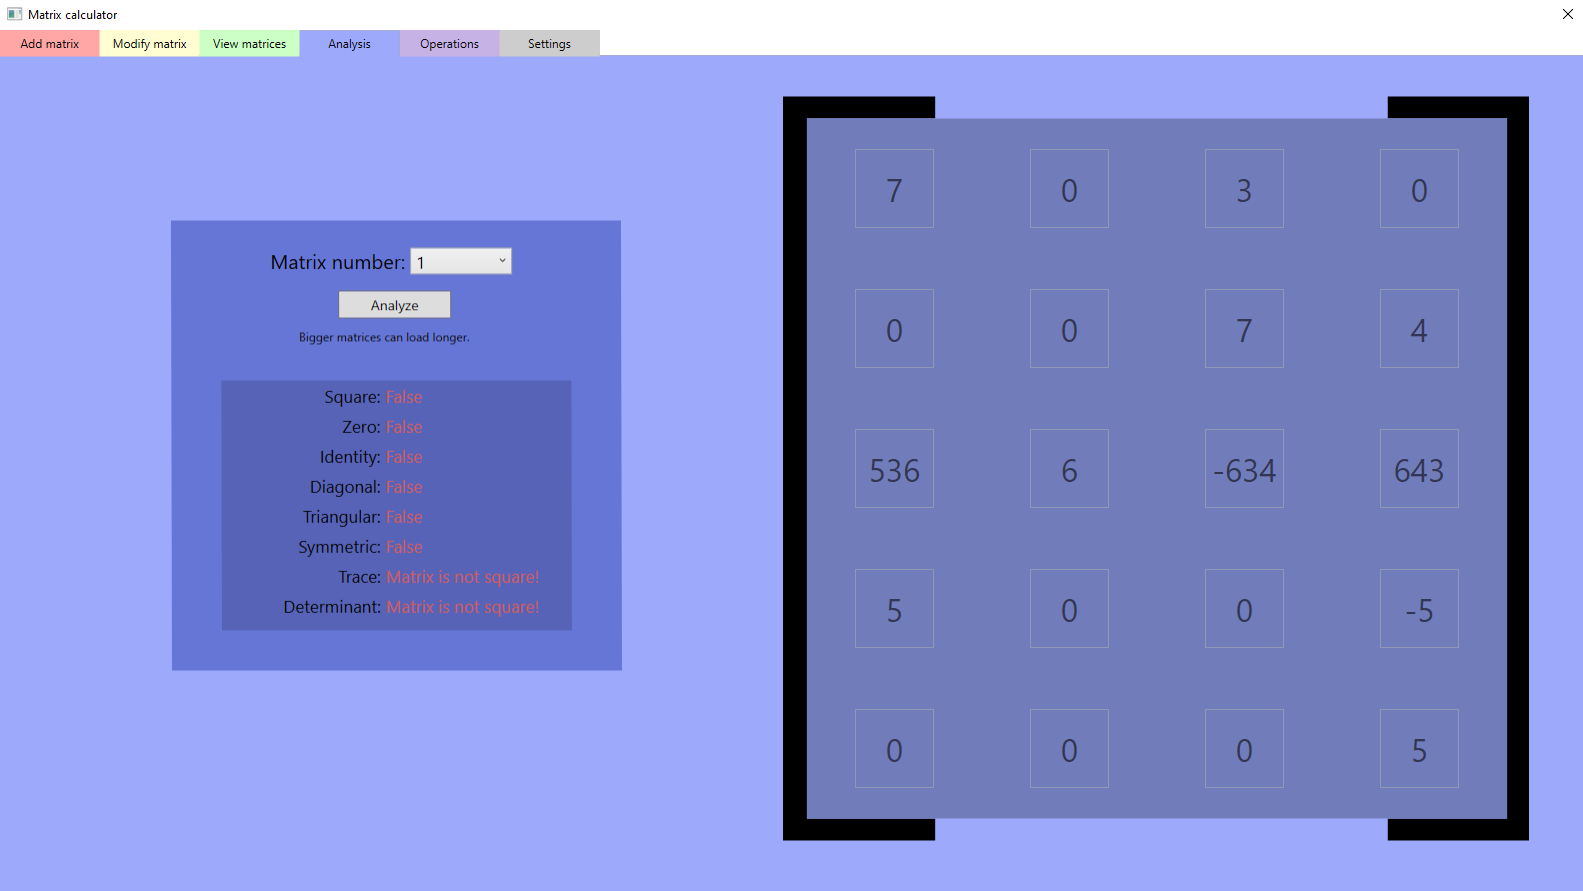 Matrix calculator
Add matrix Modify matrix View matrices Analysis Operations Settings
Matrix number: 1
Analyze
Bigger matrices can load longer.
Square: False
Zero: False
Identity: False
Diagonal: False
Triangular: False
Symmetric: False
Trace: Matrix is not square!
Determinant: Matrix is not square!
7 0 3 0
0 0 7 4
536 6 -634 643
5 0 0 -5
0 0 0 5